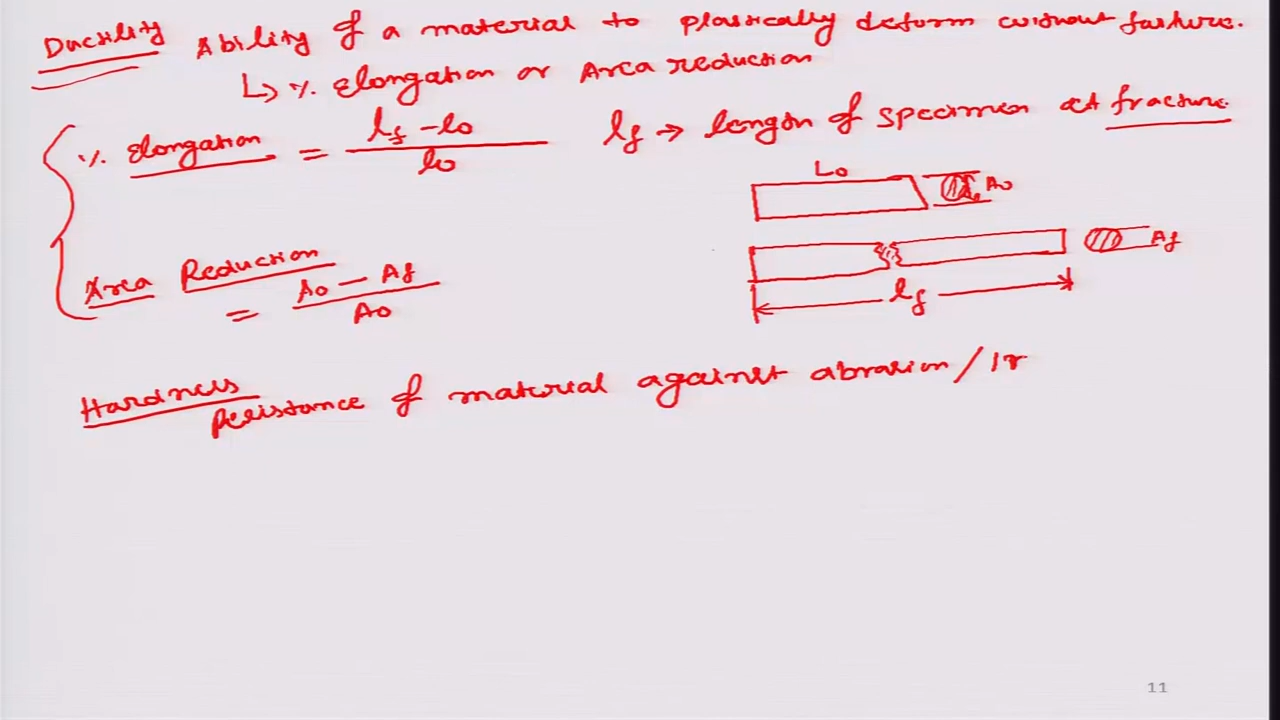 Ductility Ability of a material to plastically deform without failure.
↳ % Elongation or Area reduction
% Elongation = (lf - lo) / lo
lf → length of specimen at fracture.
Lo
Ao
Af
lf
Area Reduction
= (Ao - Af) / Ao
Hardness
Resistance of material against abrasion /
11